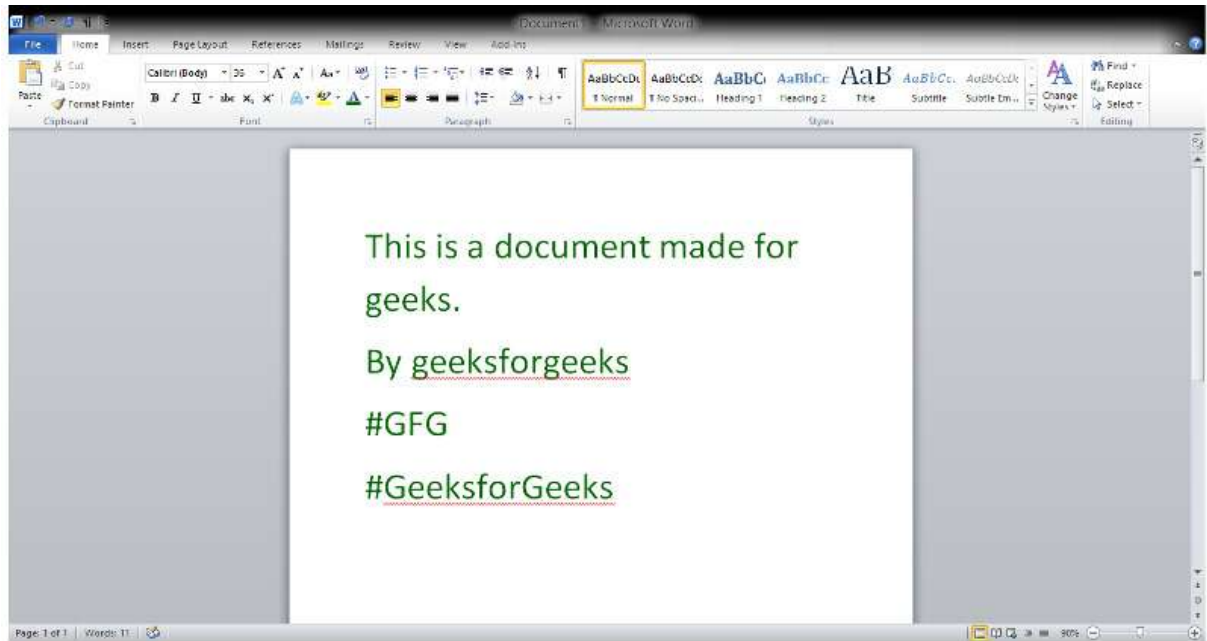 Document1 - Microsoft Word
File Home Insert Page Layout References Mailings Review View Add-Ins
Cut
Copy
Paste
Format Painter
Clipboard
Calibri (Body) 36
Font
Paragraph
AaBbCcDc AaBbCcDc AaBbC AaBbCc AaB AaBbCc. AaBbCcDc
¶ Normal ¶ No Spaci... Heading 1 Heading 2 Title Subtitle Subtle Em...
Styles
Change Styles
Find
Replace
Select
Editing
This is a document made for
geeks.
By geeksforgeeks
#GFG
#GeeksforGeeks
Page: 1 of 1 Words: 11 90%